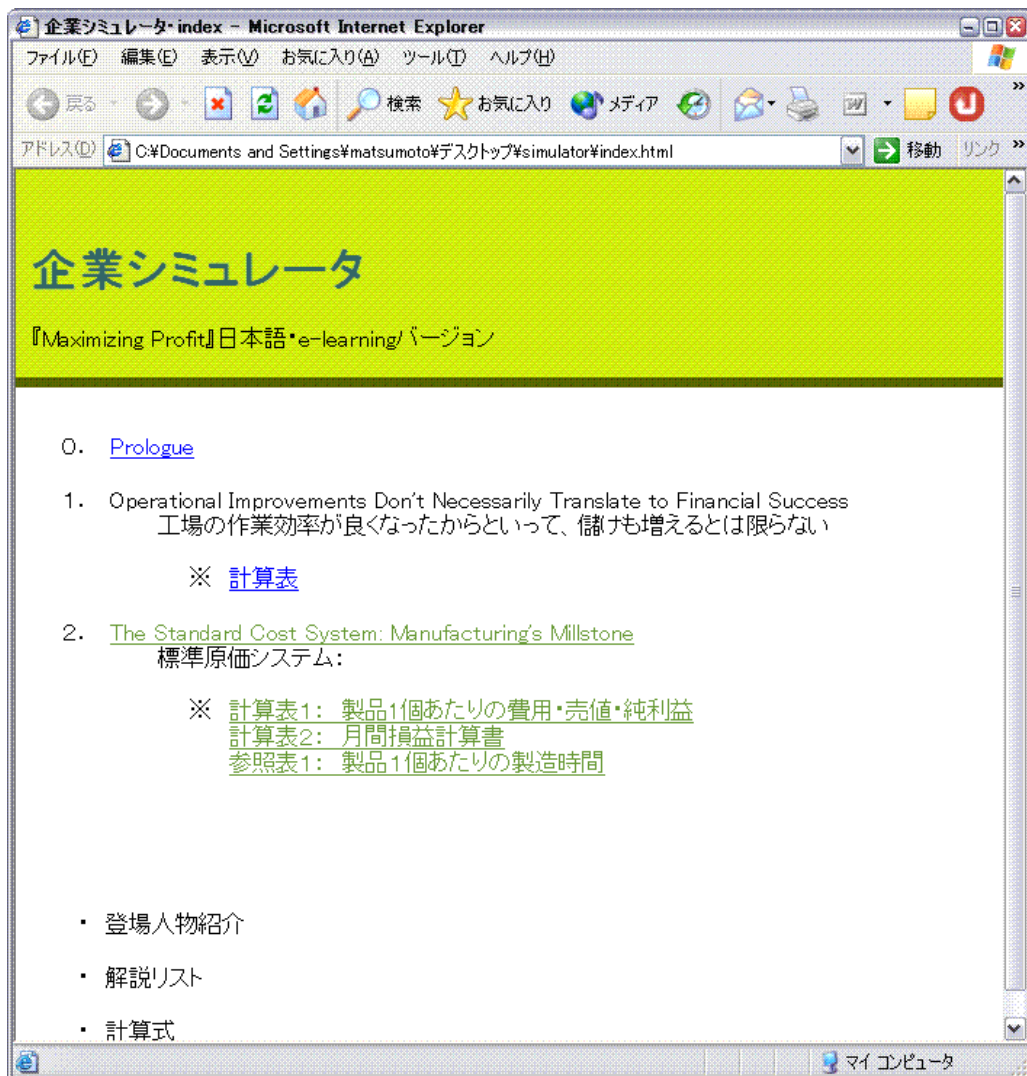 企業シミュレータ・index - Microsoft Internet Explorer
ファイル(F) 編集(E) 表示(V) お気に入り(A) ツール(T) ヘルプ(H)
戻る 検索 お気に入り メディア
アドレス(D) C:¥Documents and Settings¥matsumoto¥デスクトップ¥simulator¥index.html 移動 リンク
企業シミュレータ
『Maximizing Profit』日本語・e-learningバージョン
0. Prologue
1. Operational Improvements Don't Necessarily Translate to Financial Success
工場の作業効率が良くなったからといって、儲けも増えるとは限らない
※ 計算表
2. The Standard Cost System: Manufacturing's Millstone
標準原価システム:
※ 計算表1: 製品1個あたりの費用・売値・純利益
計算表2: 月間損益計算書
参照表1: 製品1個あたりの製造時間
・ 登場人物紹介
・ 解説リスト
・ 計算式
マイ コンピュータ